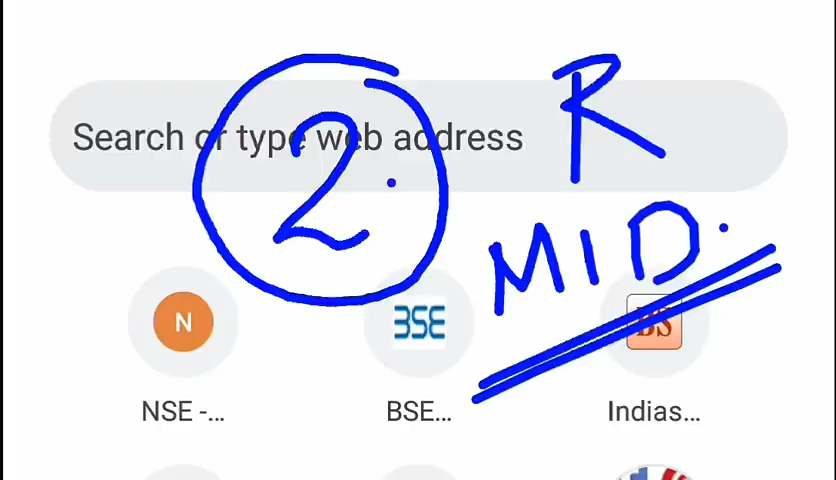 R
Search or type web address
2.
MID.
N
BSE
BS
NSE -...
BSE...
Indias...